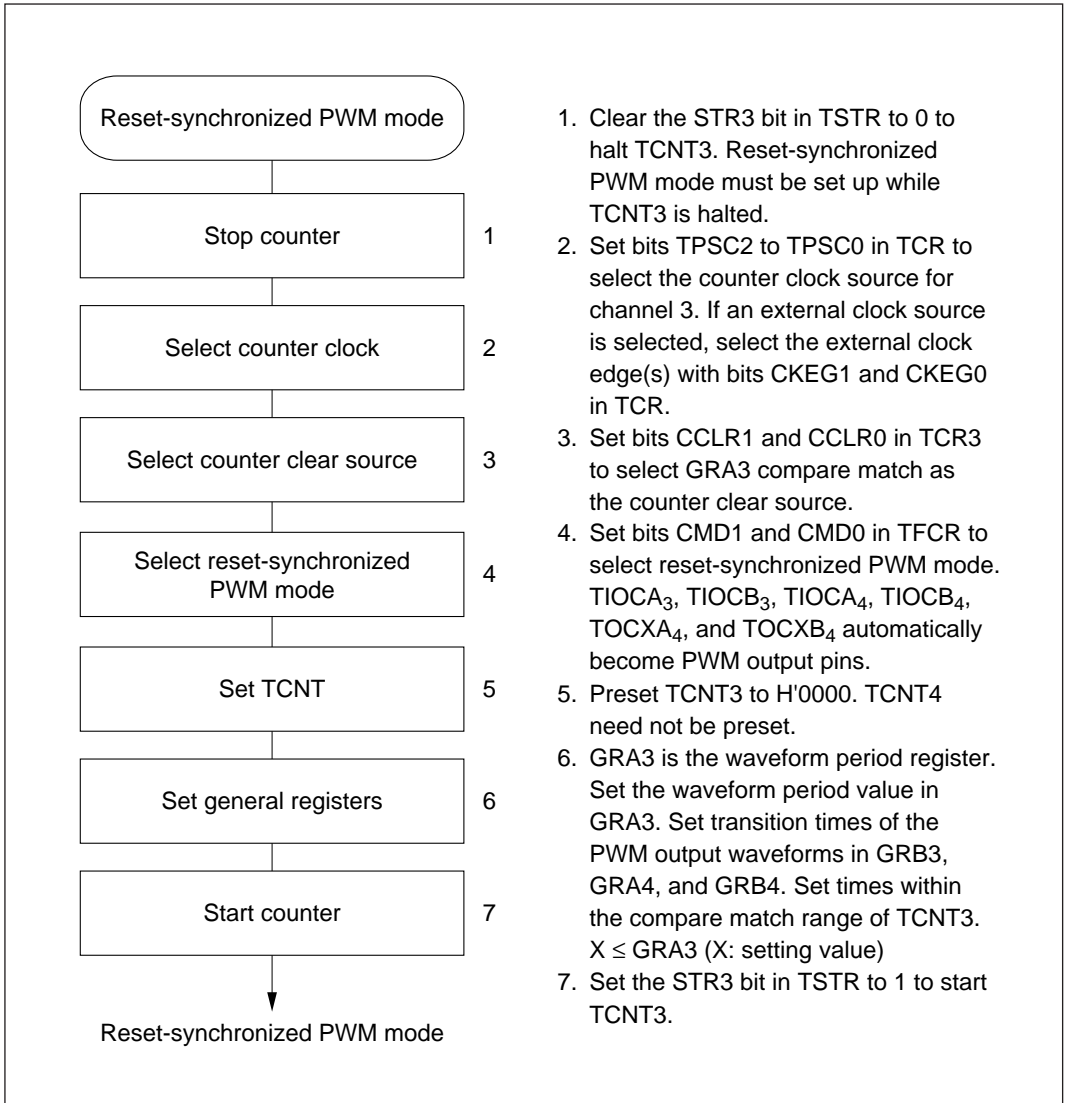 Reset-synchronized PWM mode
Stop counter
1
Select counter clock
2
Select counter clear source
3
Select reset-synchronized
PWM mode
4
Set TCNT
5
Set general registers
6
Start counter
7
Reset-synchronized PWM mode
1. Clear the STR3 bit in TSTR to 0 to
halt TCNT3. Reset-synchronized
PWM mode must be set up while
TCNT3 is halted.
2. Set bits TPSC2 to TPSC0 in TCR to
select the counter clock source for
channel 3. If an external clock source
is selected, select the external clock
edge(s) with bits CKEG1 and CKEG0
in TCR.
3. Set bits CCLR1 and CCLR0 in TCR3
to select GRA3 compare match as
the counter clear source.
4. Set bits CMD1 and CMD0 in TFCR to
select reset-synchronized PWM mode.
TIOCA₃, TIOCB₃, TIOCA₄, TIOCB₄,
TOCXA₄, and TOCXB₄ automatically
become PWM output pins.
5. Preset TCNT3 to H'0000. TCNT4
need not be preset.
6. GRA3 is the waveform period register.
Set the waveform period value in
GRA3. Set transition times of the
PWM output waveforms in GRB3,
GRA4, and GRB4. Set times within
the compare match range of TCNT3.
X ≤ GRA3 (X: setting value)
7. Set the STR3 bit in TSTR to 1 to start
TCNT3.